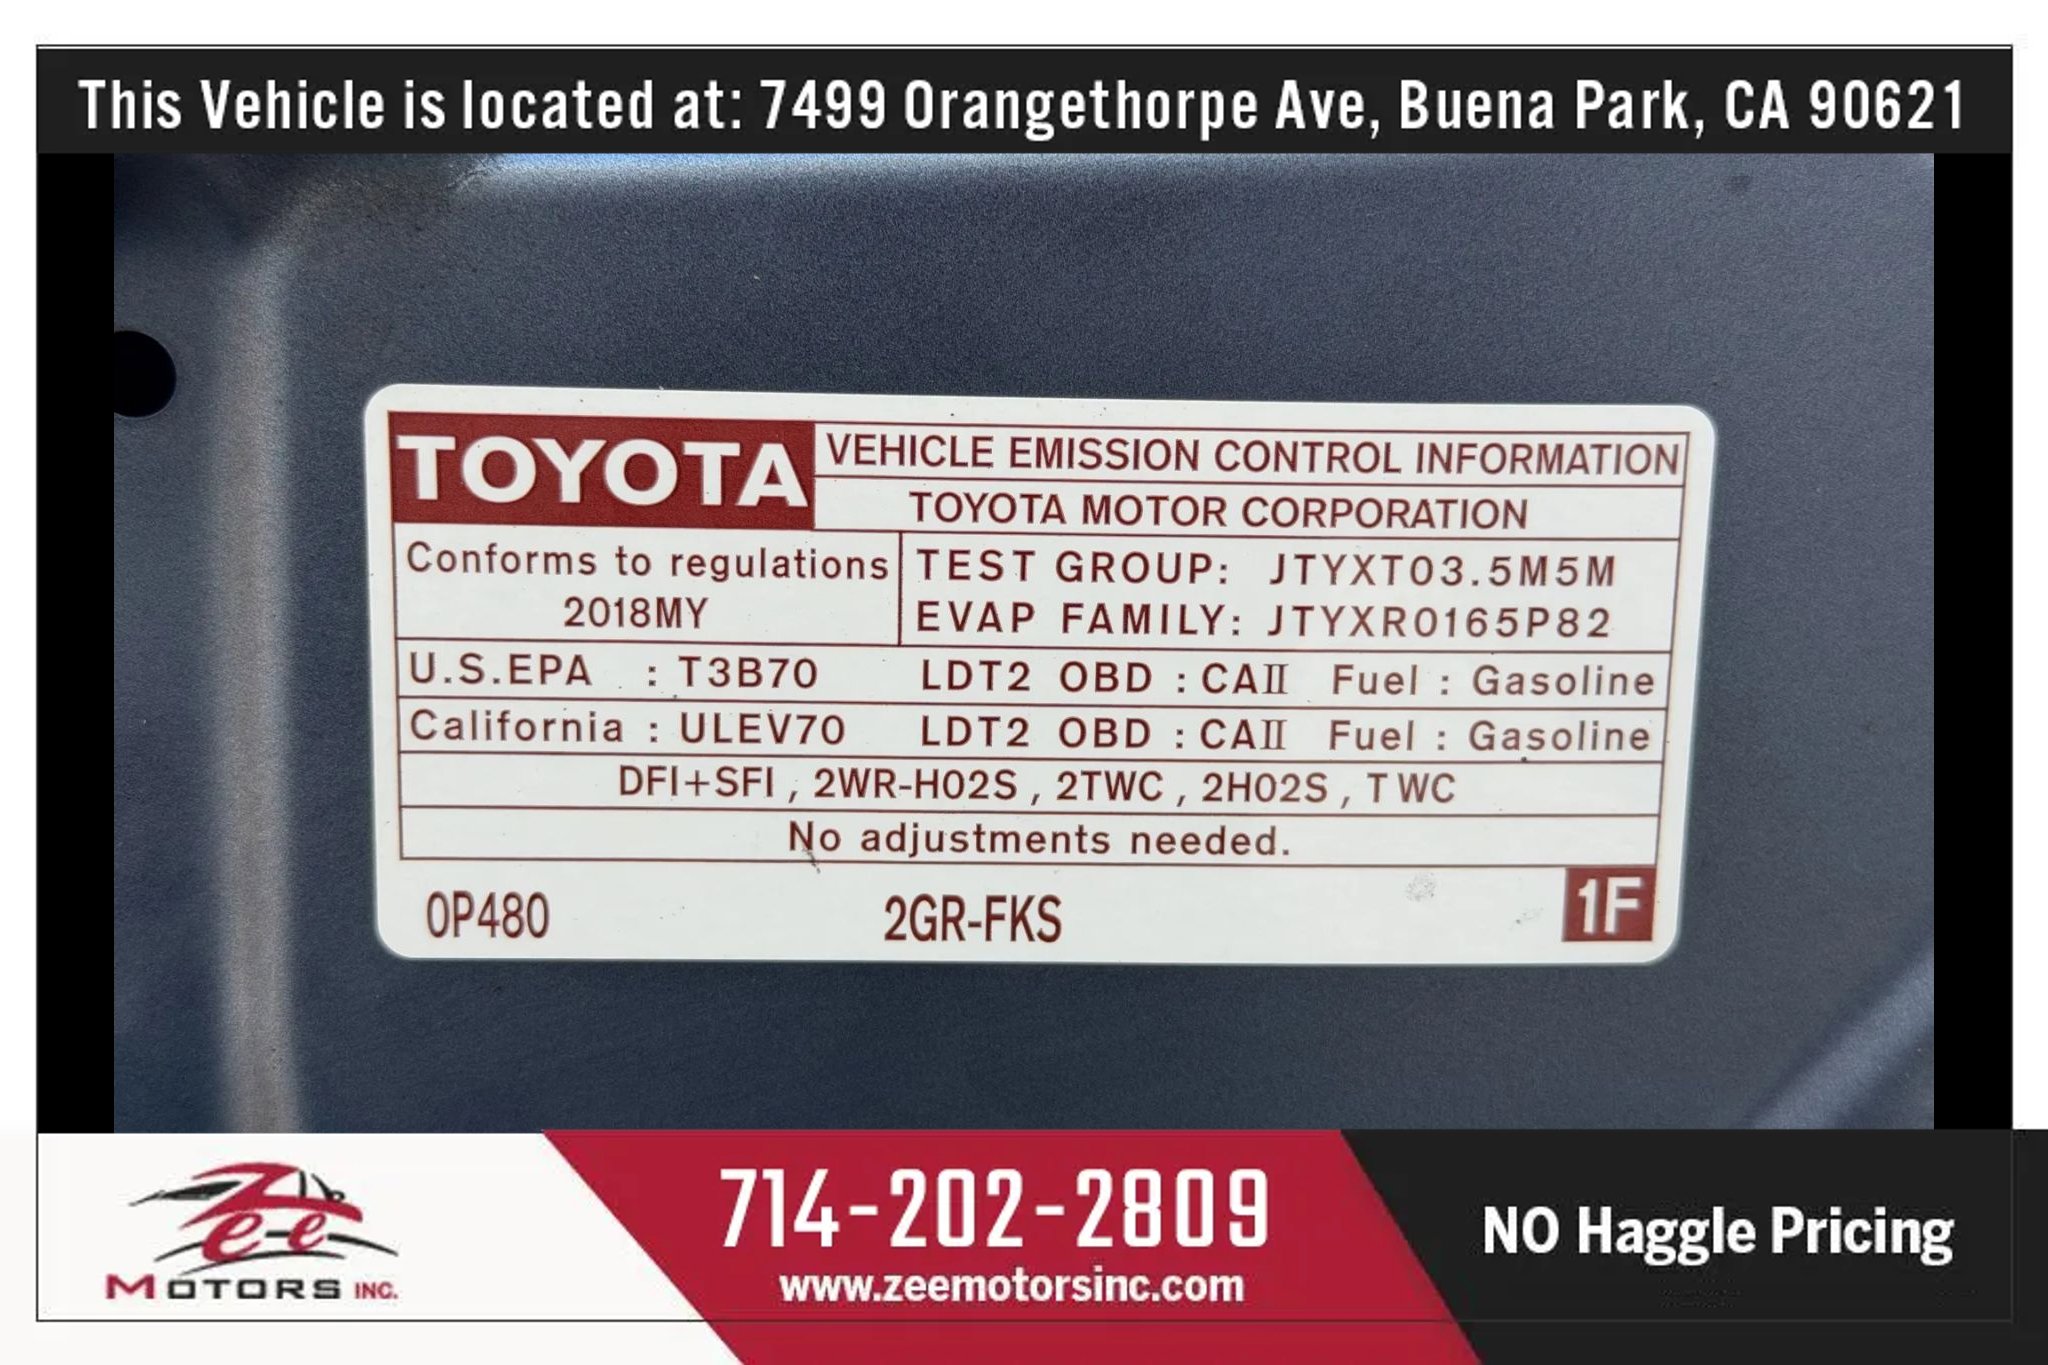 This Vehicle is located at: 7499 Orangethorpe Ave, Buena Park, CA 90621
TOYOTA
VEHICLE EMISSION CONTROL INFORMATION
TOYOTA MOTOR CORPORATION
Conforms to regulations
2018MY
TEST GROUP: JTYXT03.5M5M
EVAP FAMILY: JTYXR0165P82
U.S.EPA : T3B70 LDT2 OBD : CAII Fuel : Gasoline
California : ULEV70 LDT2 OBD : CAII Fuel : Gasoline
DFI+SFI , 2WR-HO2S , 2TWC , 2HO2S , TWC
No adjustments needed.
0P480 2GR-FKS 1F
Zee-e
MOTORS INC.
714-202-2809
www.zeemotorsinc.com
NO Haggle Pricing